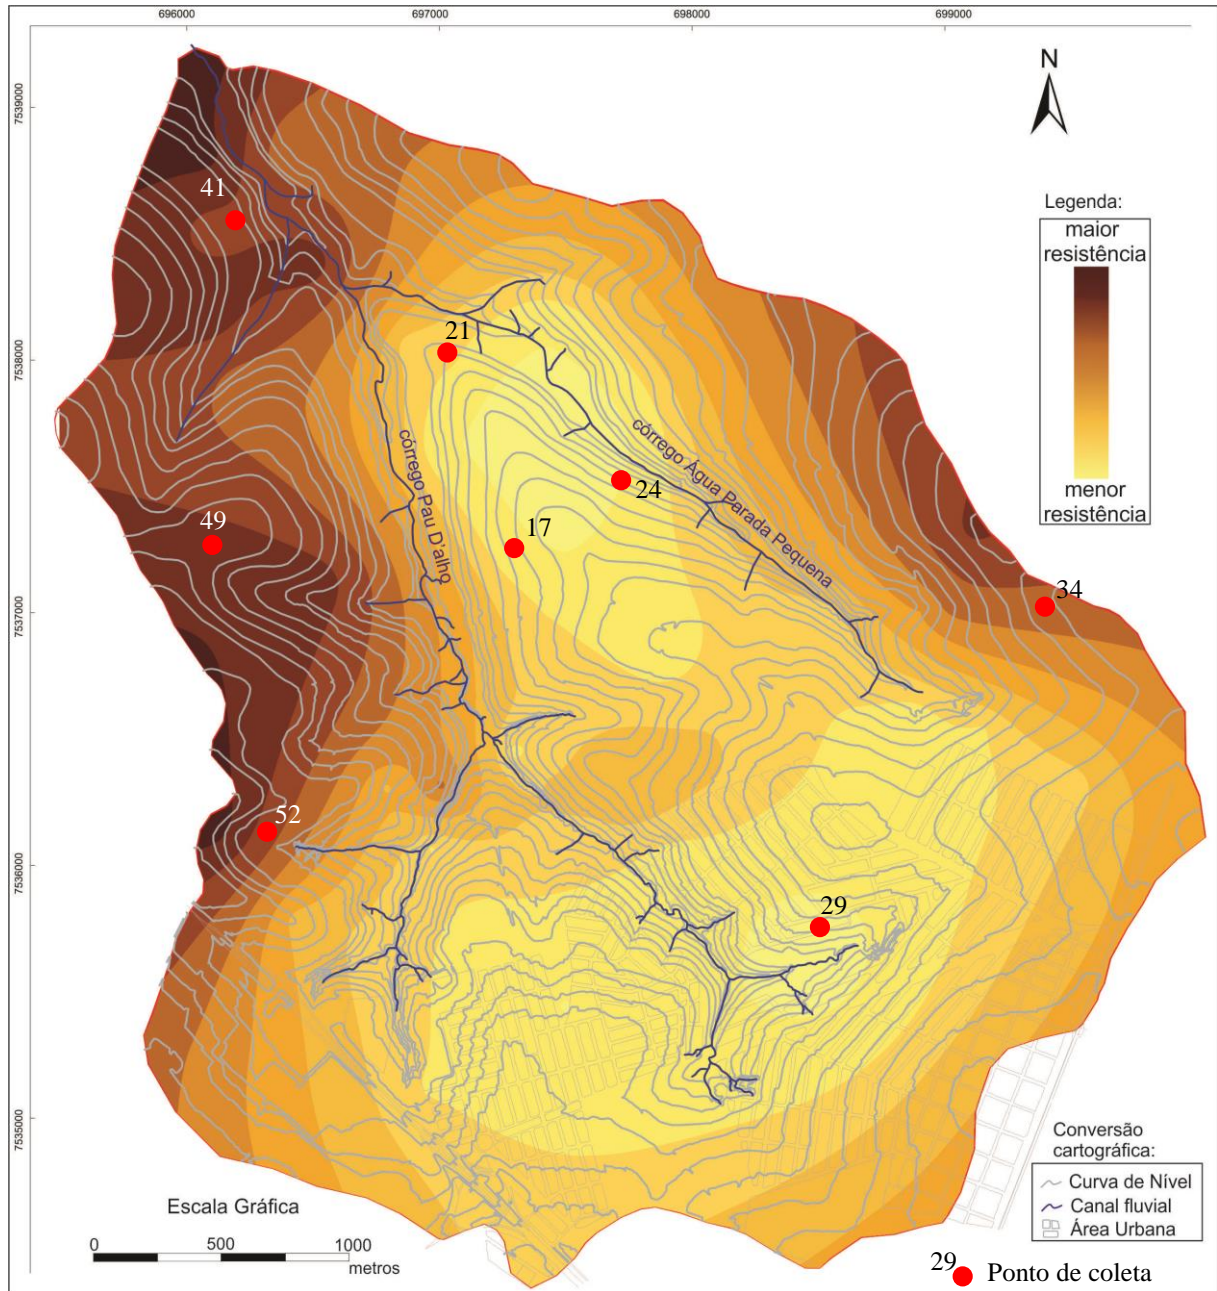 696000
697000
698000
699000
7539000
7538000
7537000
7536000
7535000
N
Legenda:
maior
resistência
menor
resistência
41
21
córrego Pau D'alho
córrego Água Parada Pequena
24
17
49
34
52
29
Escala Gráfica
0 500 1000
metros
Conversão
cartográfica:
Curva de Nível
Canal fluvial
Área Urbana
29 Ponto de coleta